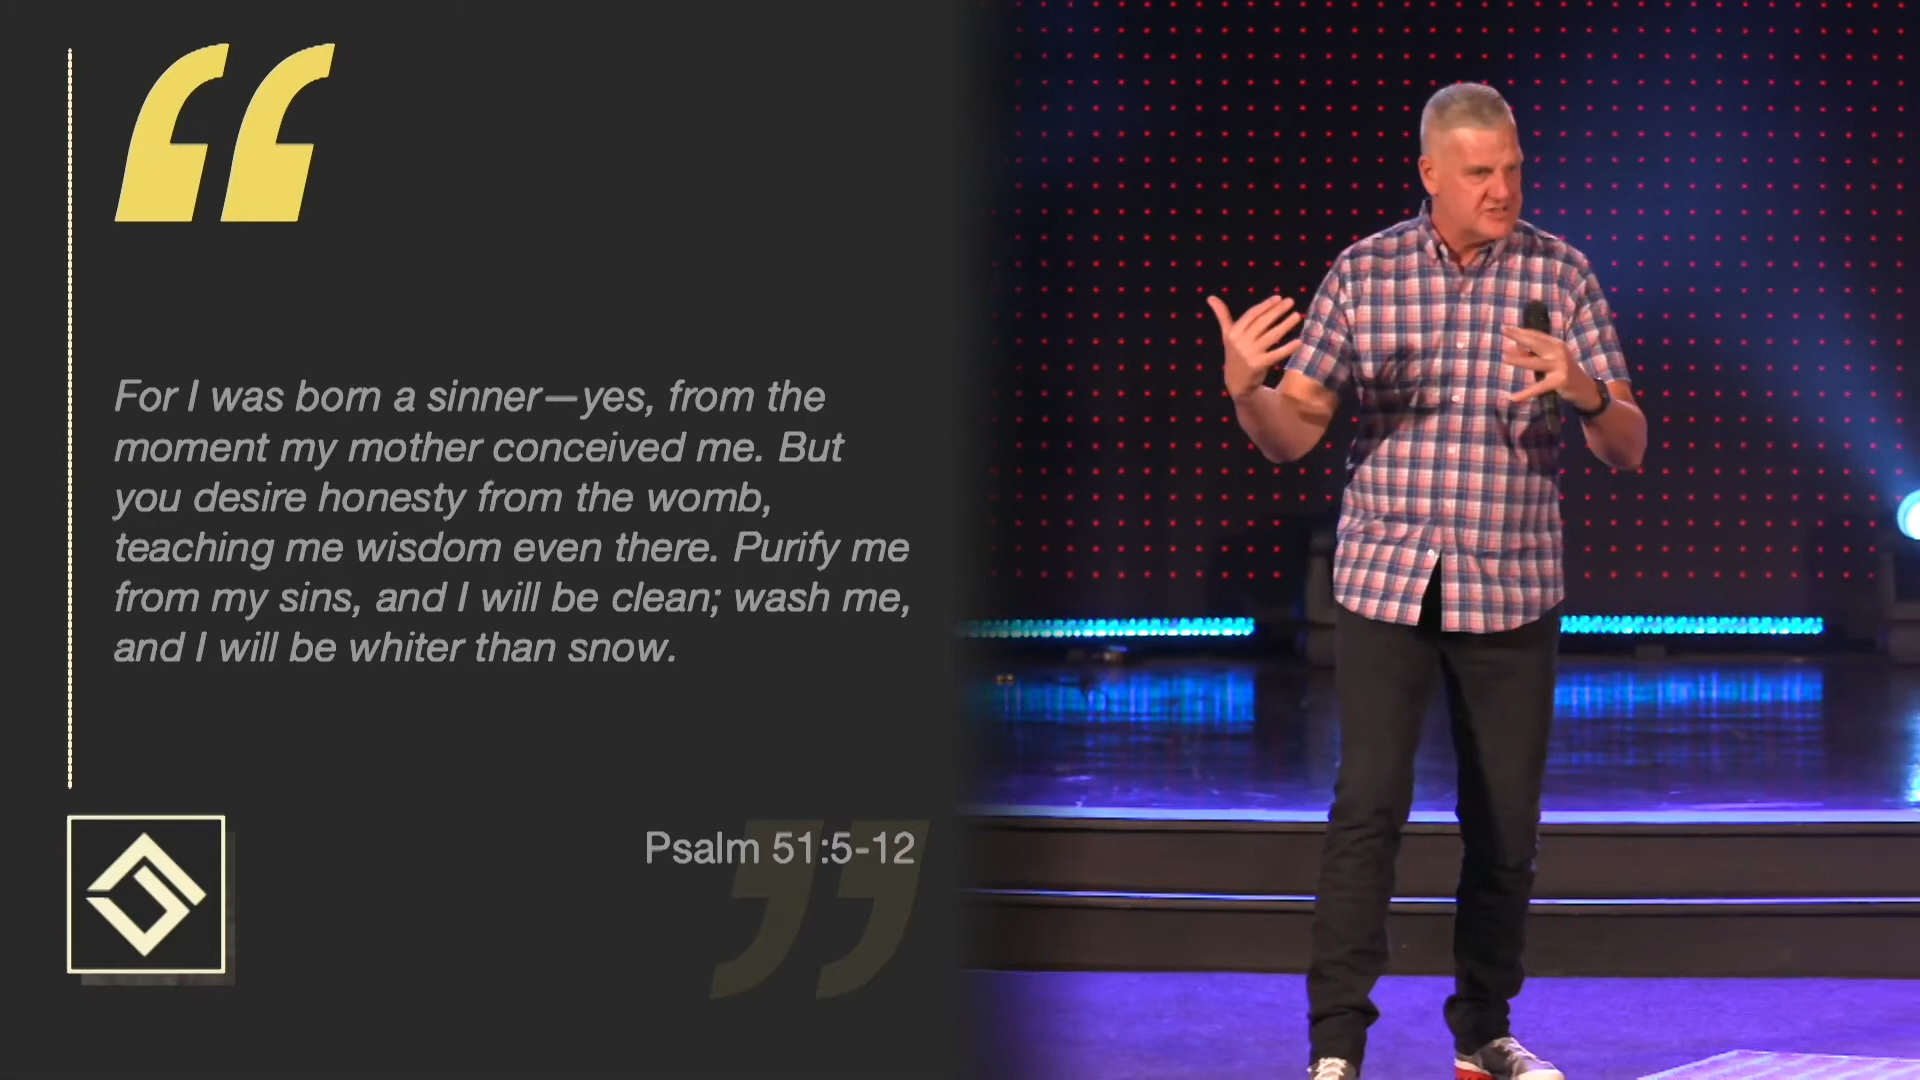 For I was born a sinner—yes, from the
moment my mother conceived me. But
you desire honesty from the womb,
teaching me wisdom even there. Purify me
from my sins, and I will be clean; wash me,
and I will be whiter than snow.
Psalm 51:5-12